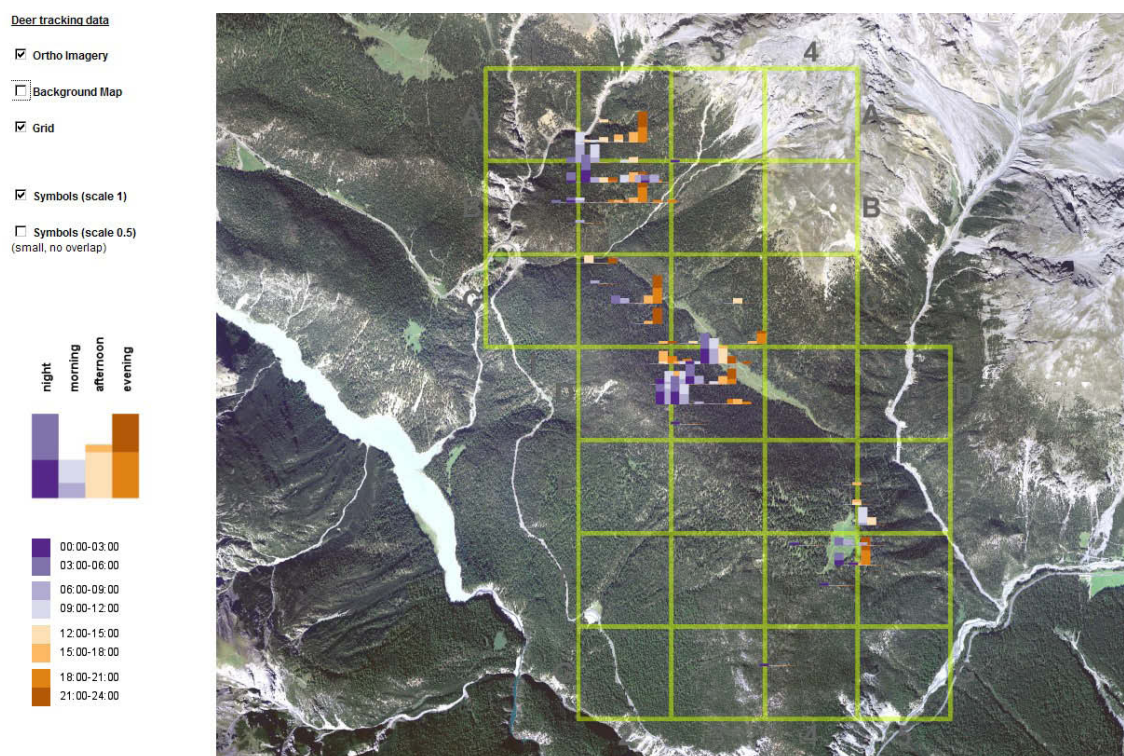 Deer tracking data
Ortho Imagery
Background Map
Grid
Symbols (scale 1)
Symbols (scale 0.5)
(small, no overlap)
night
morning
afternoon
evening
00:00-03:00
03:00-06:00
06:00-09:00
09:00-12:00
12:00-15:00
15:00-18:00
18:00-21:00
21:00-24:00
3
4
A
A
B
B
4